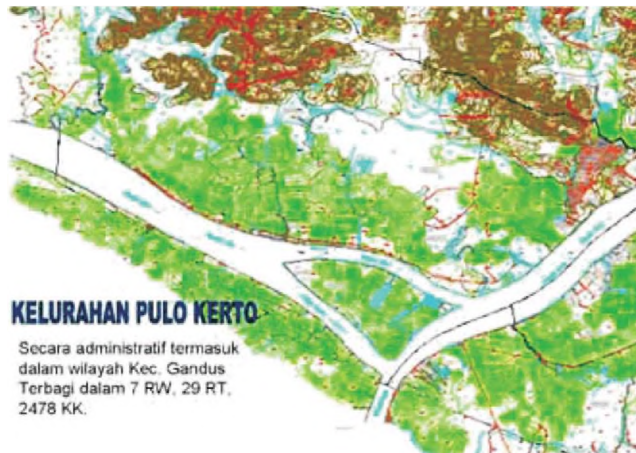 KELURAHAN PULO KERTO
Secara administratif termasuk
dalam wilayah Kec. Gandus
Terbagi dalam 7 RW, 29 RT,
2478 KK.